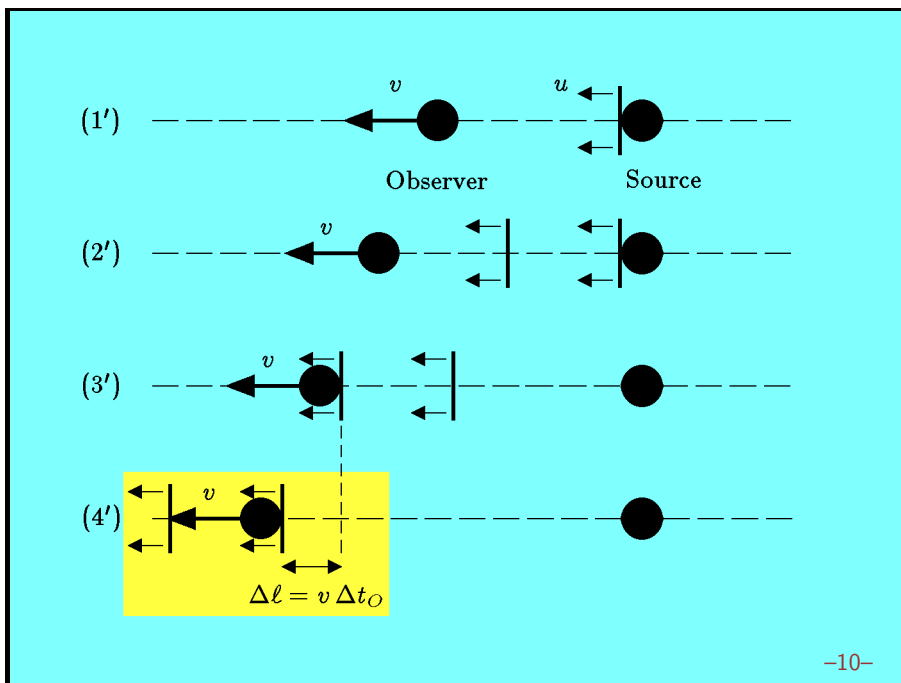 v u
(1′)
Observer Source
v
(2′)
v
(3′)
v
(4′)
Δℓ = v Δt_O
–10–